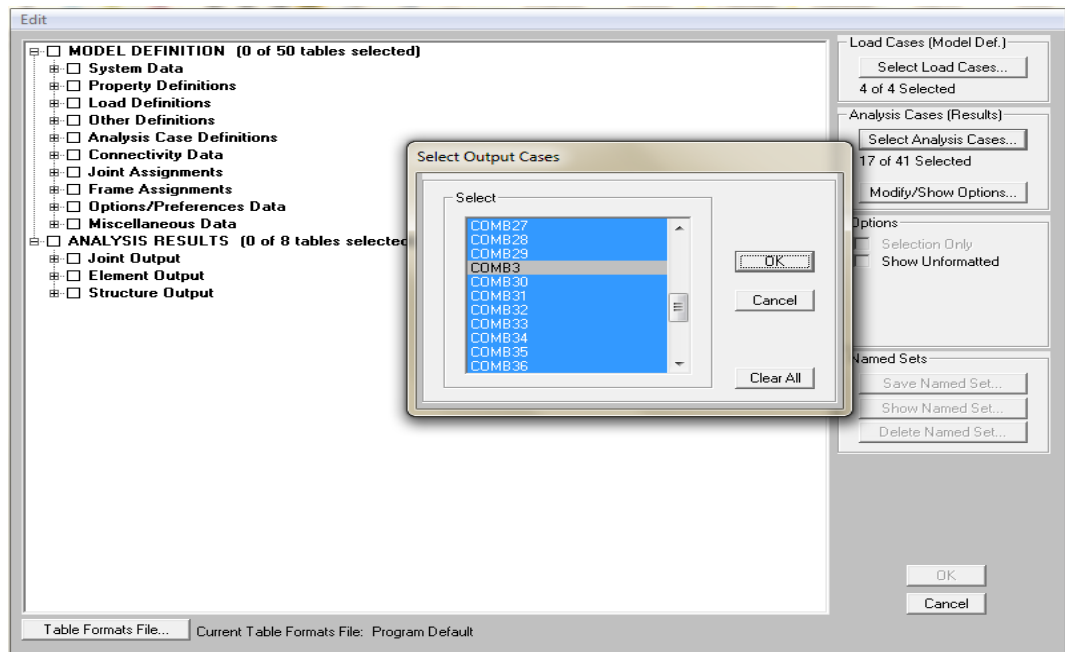 Edit
MODEL DEFINITION (0 of 50 tables selected)
System Data
Property Definitions
Load Definitions
Other Definitions
Analysis Case Definitions
Connectivity Data
Joint Assignments
Frame Assignments
Options/Preferences Data
Miscellaneous Data
ANALYSIS RESULTS (0 of 8 tables selected
Joint Output
Element Output
Structure Output
Select Output Cases
Select
COMB27
COMB28
COMB29
COMB3
COMB30
COMB31
COMB32
COMB33
COMB34
COMB35
COMB36
OK
Cancel
Clear All
Load Cases (Model Def.)
Select Load Cases...
4 of 4 Selected
Analysis Cases (Results)
Select Analysis Cases...
17 of 41 Selected
Modify/Show Options...
Options
Selection Only
Show Unformatted
Named Sets
Save Named Set...
Show Named Set...
Delete Named Set...
OK
Cancel
Table Formats File...
Current Table Formats File: Program Default